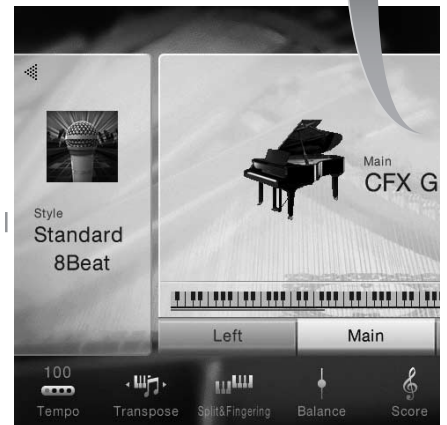 Style
Standard
8Beat
Main
CFX G
Left
Main
100
Tempo
Transpose
Split&Fingering
Balance
Score